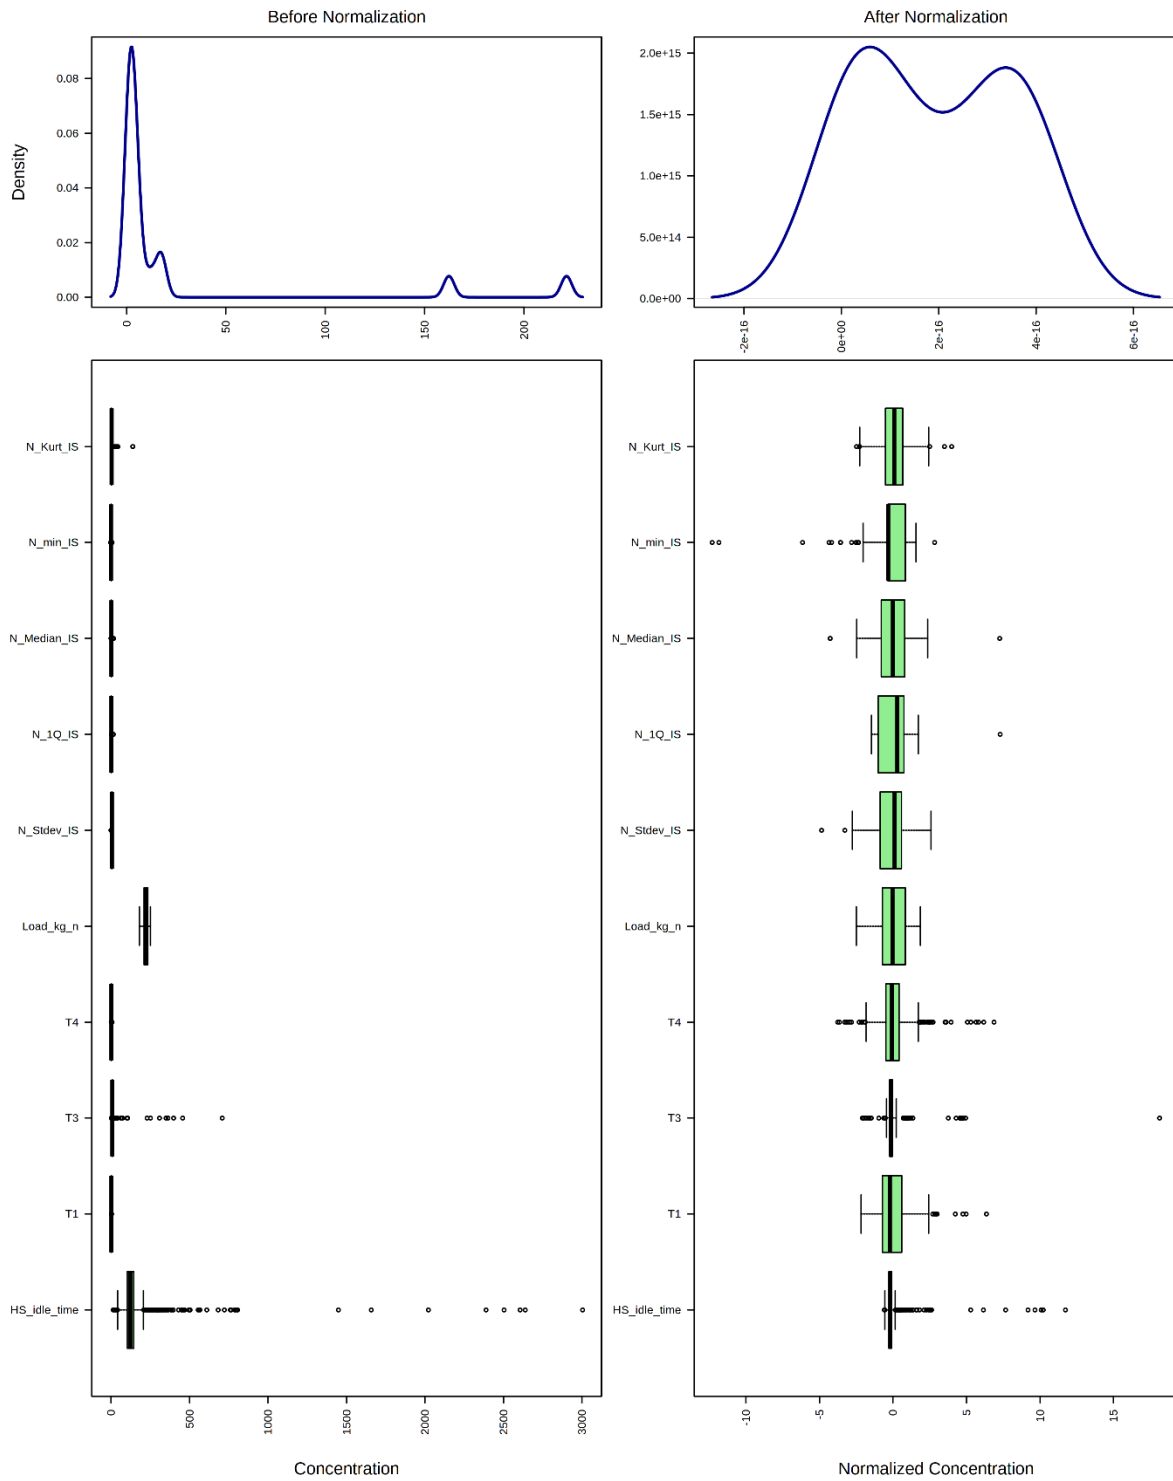 Before Normalization
After Normalization
Density
0.08
0.06
0.04
0.02
0.00
0
50
100
150
200
2.0e+15
1.5e+15
1.0e+15
5.0e+14
0.0e+00
-2e-16
0e+00
2e-16
4e-16
6e-16
N_Kurt_IS
N_min_IS
N_Median_IS
N_1Q_IS
N_Stdev_IS
Load_kg_n
T4
T3
T1
HS_idle_time
0
500
1000
1500
2000
2500
3000
Concentration
N_Kurt_IS
N_min_IS
N_Median_IS
N_1Q_IS
N_Stdev_IS
Load_kg_n
T4
T3
T1
HS_idle_time
-10
-5
0
5
10
15
Normalized Concentration